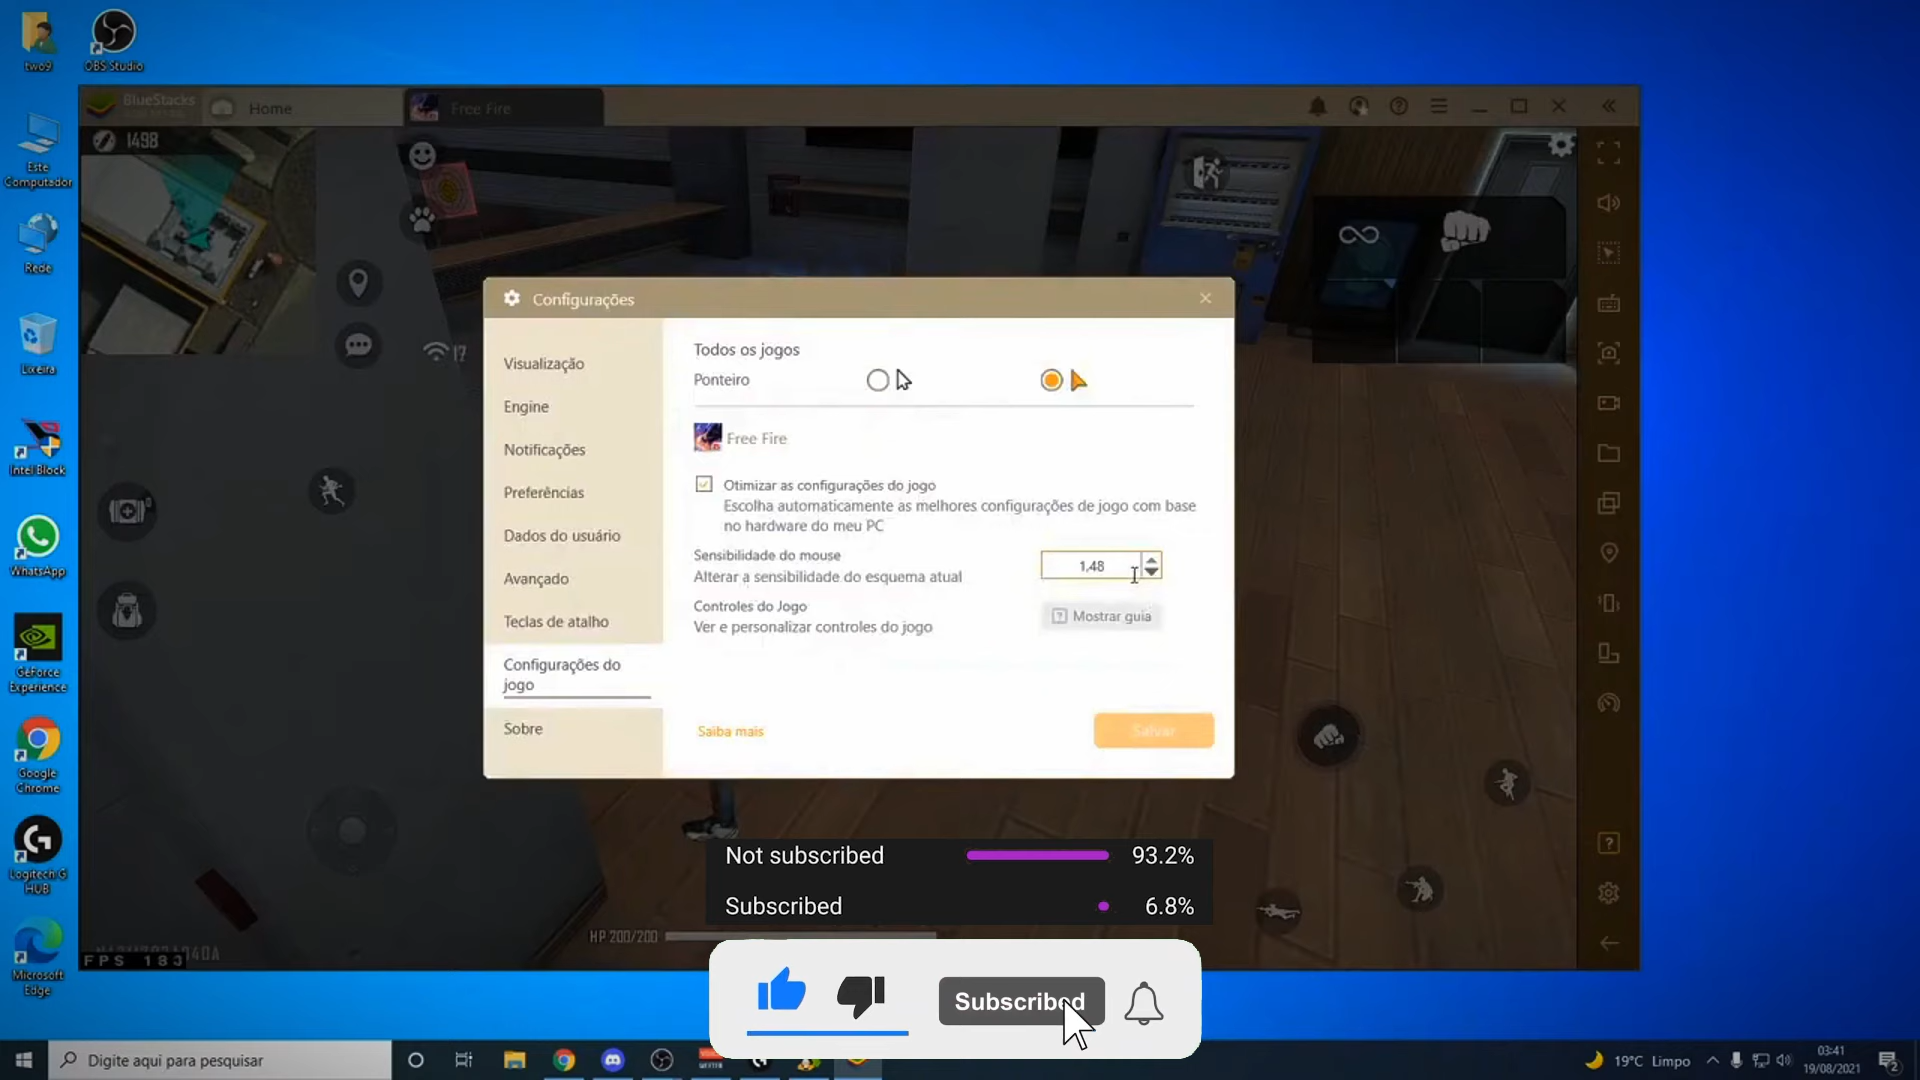 two9
OBS Studio
Este Computador
Rede
Lixeira
Intel Block
WhatsApp
GeForce Experience
Google Chrome
Logitech G HUB
Microsoft Edge
BlueStacks
Home
Free Fire
1498
17
Configurações
Visualização
Engine
Notificações
Preferências
Dados do usuário
Avançado
Teclas de atalho
Configurações do
jogo
Sobre
Todos os jogos
Ponteiro
Free Fire
Otimizar as configurações do jogo
Escolha automaticamente as melhores configurações de jogo com base
no hardware do meu PC
Sensibilidade do mouse
Alterar a sensibilidade do esquema atual
1,48
Controles do Jogo
Ver e personalizar controles do jogo
Mostrar guia
Saiba mais
Salvar
Not subscribed 93.2%
Subscribed 6.8%
HP 200/200
FPS 183
Subscribed
Digite aqui para pesquisar
19°C Limpo
03:41
19/08/2021
2